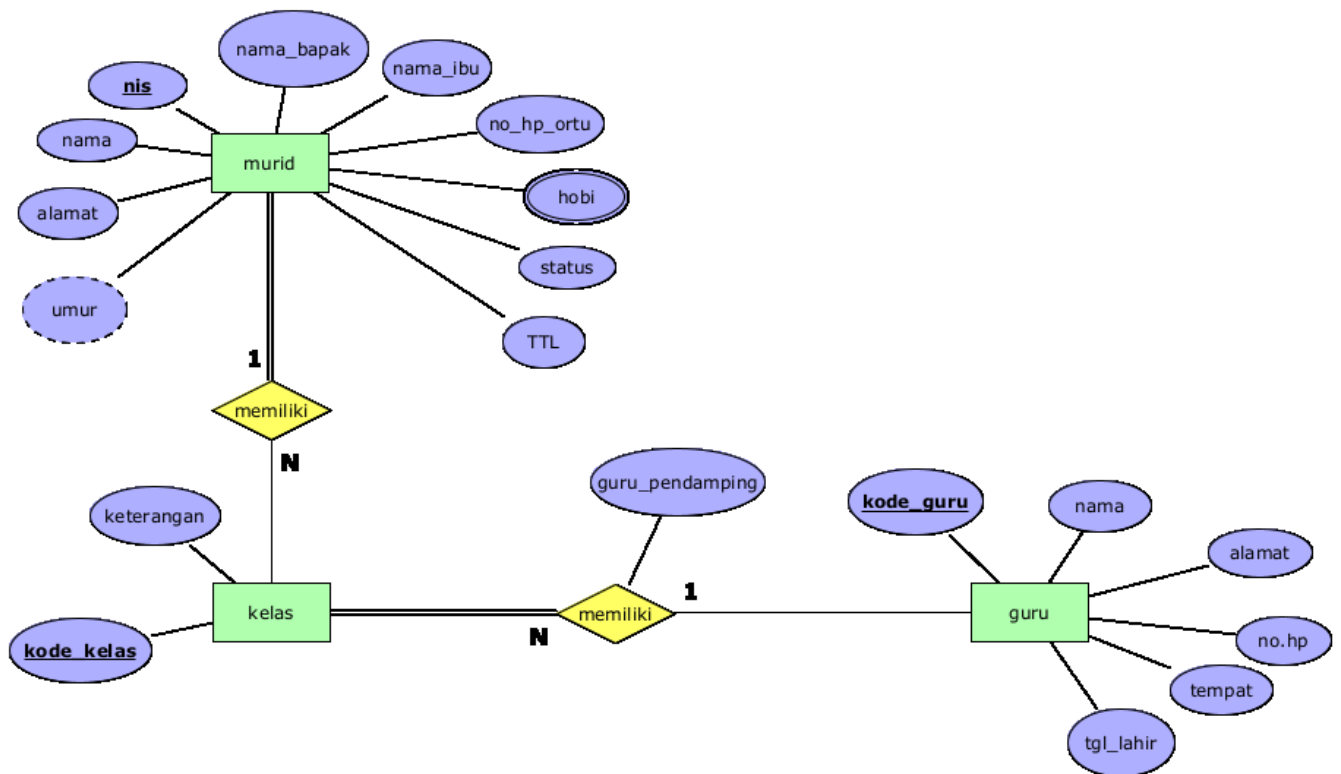 nama_bapak
nama_ibu
nis
no_hp_ortu
nama
murid
hobi
alamat
status
umur
TTL
1
memiliki
N
guru_pendamping
kode_guru
nama
keterangan
alamat
1
kelas
memiliki
guru
N
no.hp
kode_kelas
tempat
tgl_lahir